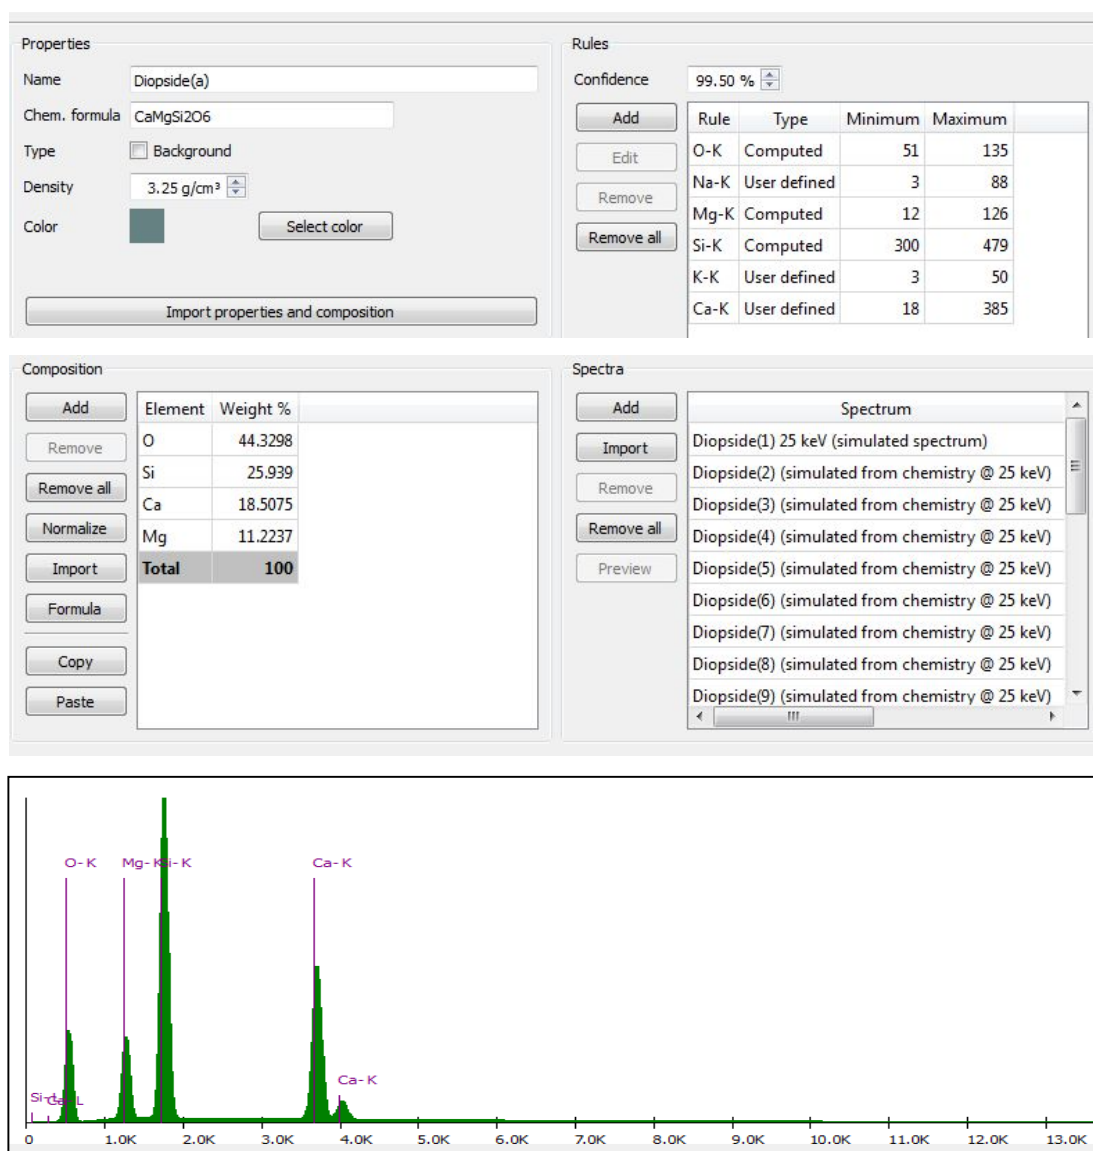 Properties
Name Diopside(a)
Chem. formula CaMgSi2O6
Type Background
Density 3.25 g/cm³
Color Select color
Import properties and composition
Rules
Confidence 99.50 %
Add
Edit
Remove
Remove all
Rule Type Minimum Maximum
O-K Computed 51 135
Na-K User defined 3 88
Mg-K Computed 12 126
Si-K Computed 300 479
K-K User defined 3 50
Ca-K User defined 18 385
Composition
Add
Remove
Remove all
Normalize
Import
Formula
Copy
Paste
Element Weight %
O 44.3298
Si 25.939
Ca 18.5075
Mg 11.2237
Total 100
Spectra
Add
Import
Remove
Remove all
Preview
Spectrum
Diopside(1) 25 keV (simulated spectrum)
Diopside(2) (simulated from chemistry @ 25 keV)
Diopside(3) (simulated from chemistry @ 25 keV)
Diopside(4) (simulated from chemistry @ 25 keV)
Diopside(5) (simulated from chemistry @ 25 keV)
Diopside(6) (simulated from chemistry @ 25 keV)
Diopside(7) (simulated from chemistry @ 25 keV)
Diopside(8) (simulated from chemistry @ 25 keV)
Diopside(9) (simulated from chemistry @ 25 keV)
O-K Mg-K Si-K Ca-K
Ca-K
Si-L Ca-L
0 1.0K 2.0K 3.0K 4.0K 5.0K 6.0K 7.0K 8.0K 9.0K 10.0K 11.0K 12.0K 13.0K